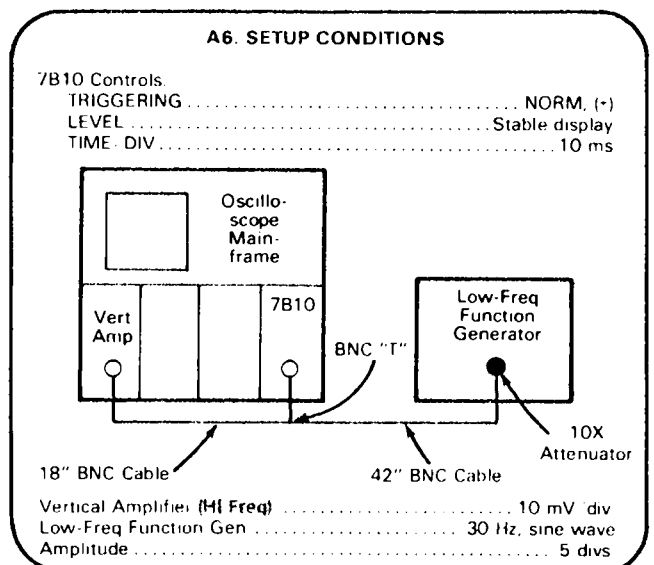 A6. SETUP CONDITIONS
7B10 Controls.
TRIGGERING ........................ NORM, (+)
LEVEL ........................ Stable display
TIME DIV ........................ 10 ms
Oscillo-
scope
Main-
frame
Vert
Amp
7B10
BNC "T"
Low-Freq
Function
Generator
10X
Attenuator
18" BNC Cable
42" BNC Cable
Vertical Amplifier (HI Freq) ........................ 10 mV div
Low-Freq Function Gen ........................ 30 Hz, sine wave
Amplitude ........................ 5 divs